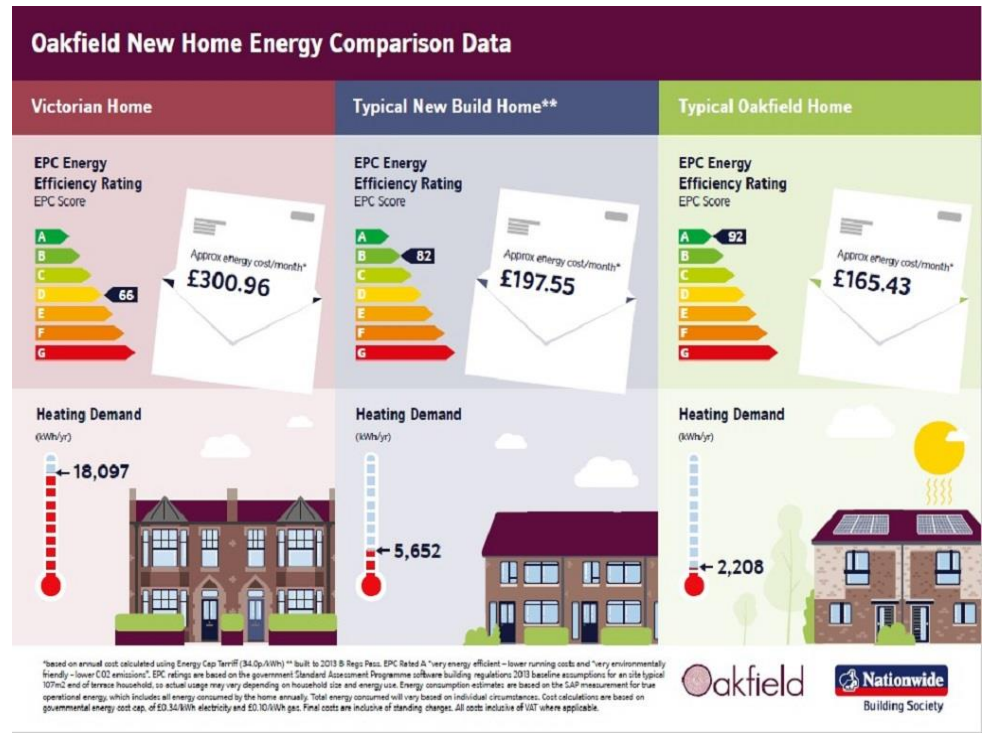 Oakfield New Home Energy Comparison Data
Victorian Home
EPC Energy
Efficiency Rating
EPC Score
A
B
C
D
E
F
G
66
Approx energy cost/month*
£300.96
Heating Demand
(kWh/yr)
18,097
Typical New Build Home**
EPC Energy
Efficiency Rating
EPC Score
A
B
C
D
E
F
G
82
Approx energy cost/month*
£197.55
Heating Demand
(kWh/yr)
5,652
Typical Oakfield Home
EPC Energy
Efficiency Rating
EPC Score
A
B
C
D
E
F
G
92
Approx energy cost/month*
£165.43
Heating Demand
(kWh/yr)
2,208
*based on annual cost calculated using Energy Cap Tarriff (34.0p/kWh) ** built to 2013 B Regs Pass. EPC Rated A "very energy efficient – lower running costs and "very environmentally
friendly – lower CO2 emissions". EPC ratings are based on the government Standard Assessment Programme software building regulations 2013 baseline assumptions for an site typical
107m2 end of terrace household, so actual usage may vary depending on household size and energy use. Energy consumption estimates are based on the SAP measurement for true
operational energy, which includes all energy consumed by the home annually. Total energy consumed will vary based on individual circumstances. Cost calculations are based on
governmental energy cost cap, of £0.34/kWh electricity and £0.10/kWh gas. Final costs are inclusive of standing charges. All costs inclusive of VAT where applicable.
Oakfield
Nationwide
Building Society